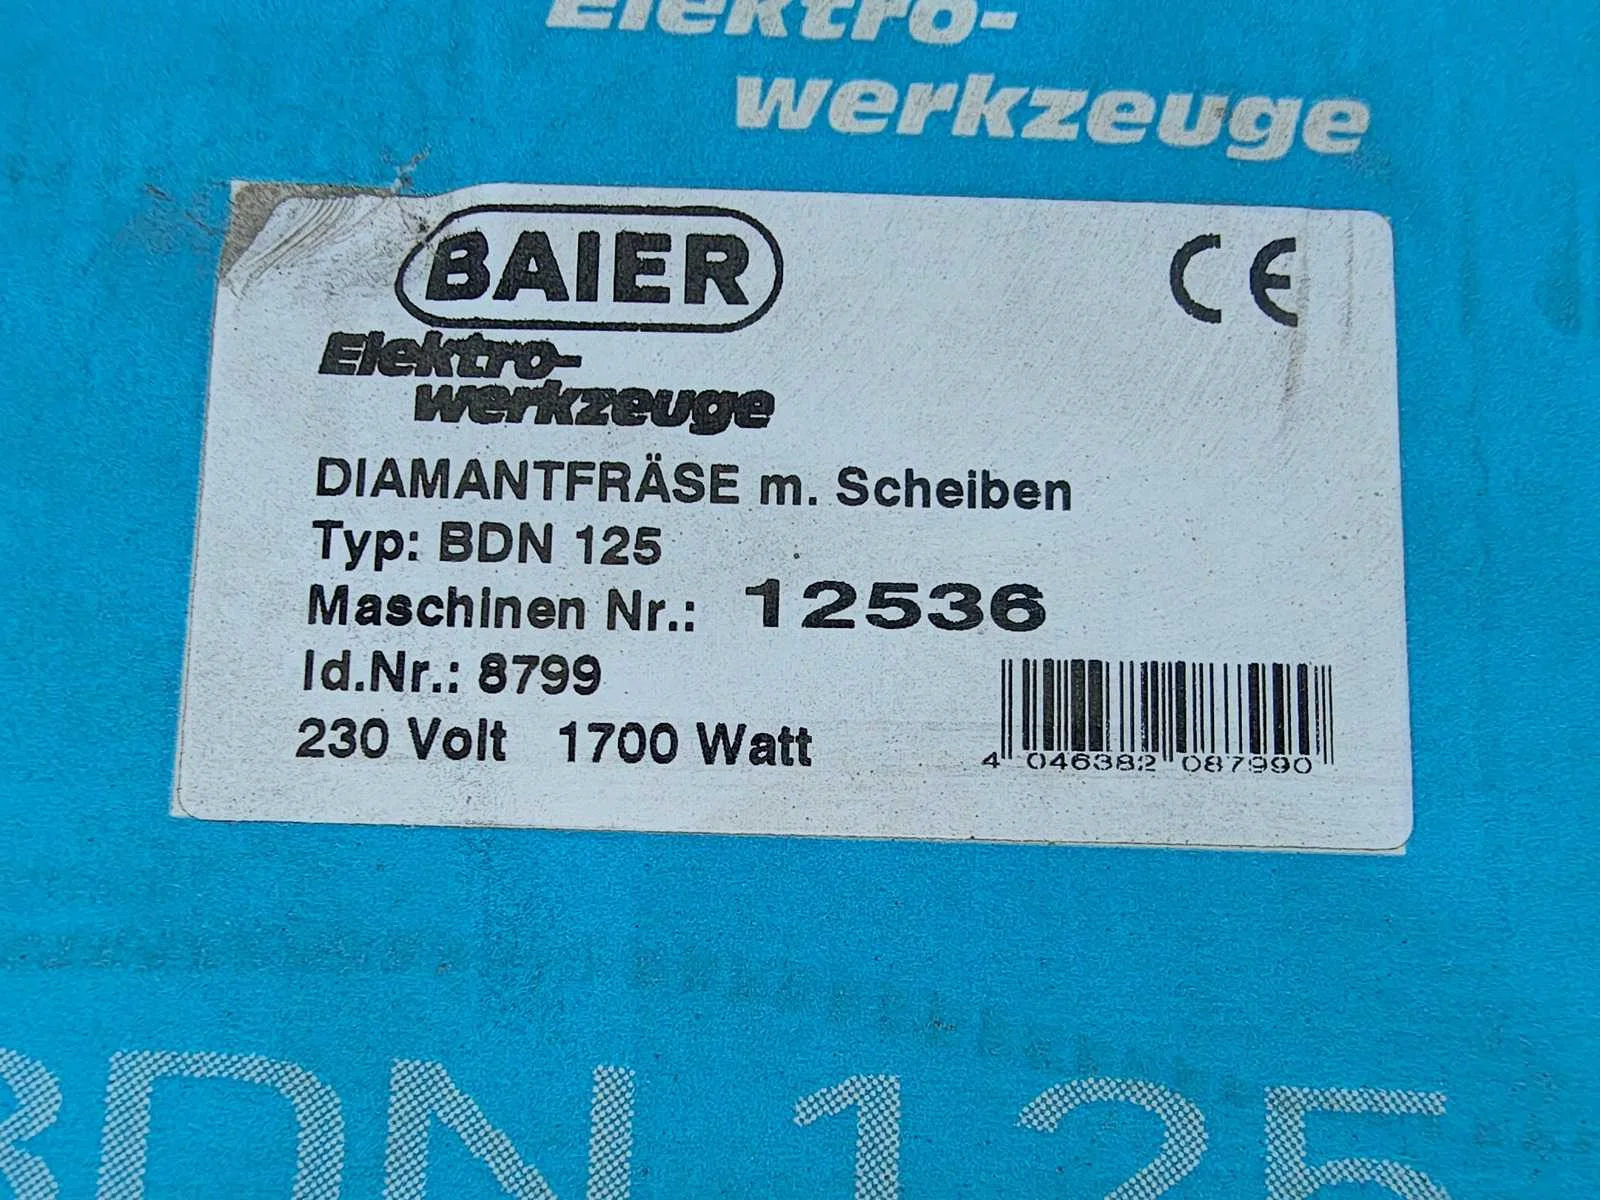 Elektro-
werkzeuge
BAIER
CE
Elektro-
werkzeuge
DIAMANTFRÄSE m. Scheiben
Typ: BDN 125
Maschinen Nr.: 12536
Id.Nr.: 8799
230 Volt 1700 Watt
4 046382 087990
BDN 125